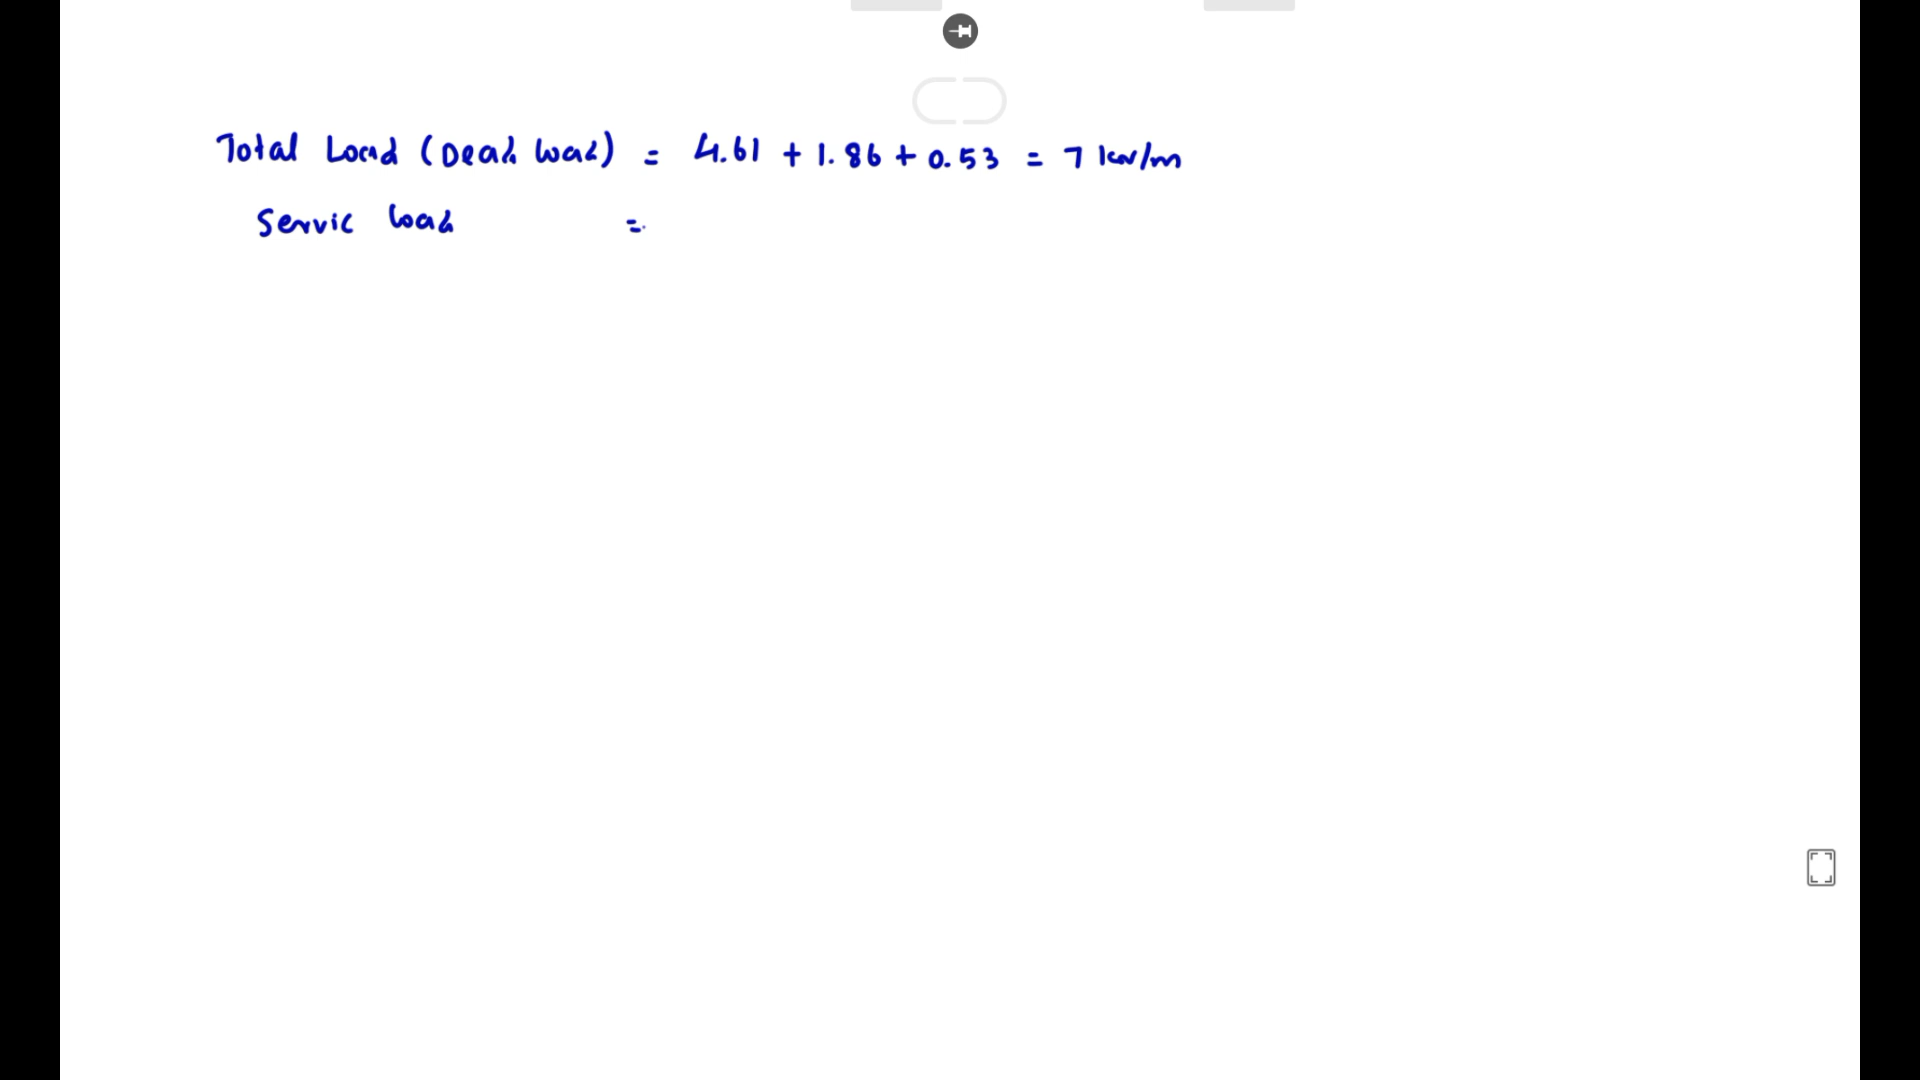 Total Load (Dead load) = 4.61 + 1.86 + 0.53 = 7 kN/m
Servic load =